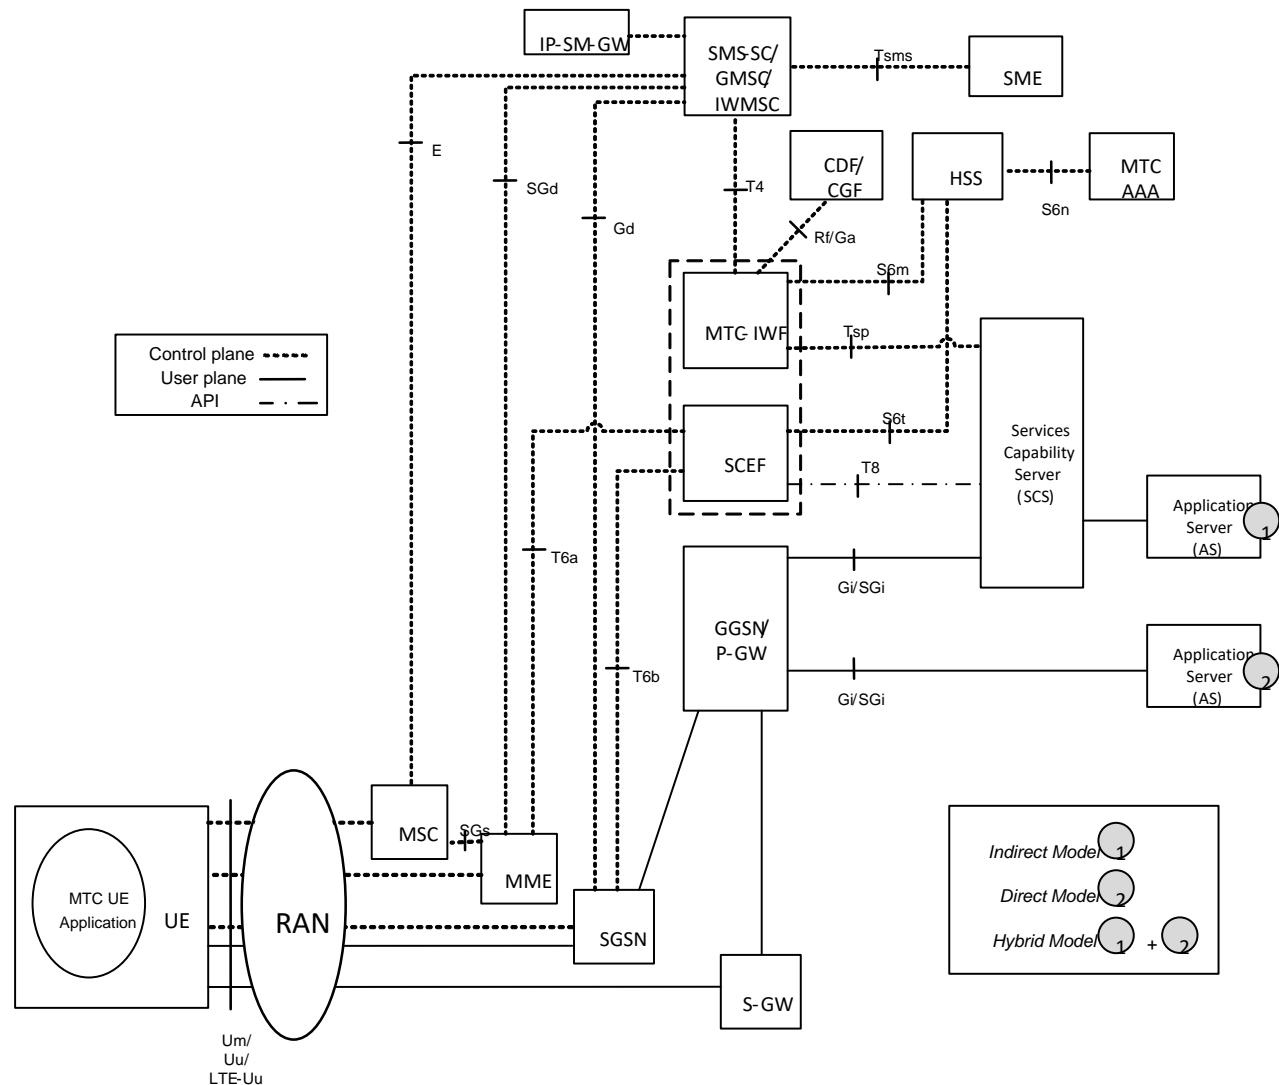 IP-SM-GW
SMS-SC/
GMSC/
IWMSC
Tsms
SME
E
SGd
Gd
T4
CDF/
CGF
Rf/Ga
HSS
S6n
MTC
AAA
S6m
MTC-IWF
Tsp
Control plane
User plane
API
S6t
SCEF
T8
Services
Capability
Server
(SCS)
Application
Server
(AS)
1
T6a
Gi/SGi
GGSN/
P-GW
T6b
Gi/SGi
Application
Server
(AS)
2
MSC
SGs
MME
MTC UE
Application
UE
RAN
SGSN
S-GW
Um/
Uu/
LTE-Uu
Indirect Model 1
Direct Model 2
Hybrid Model 1 + 2